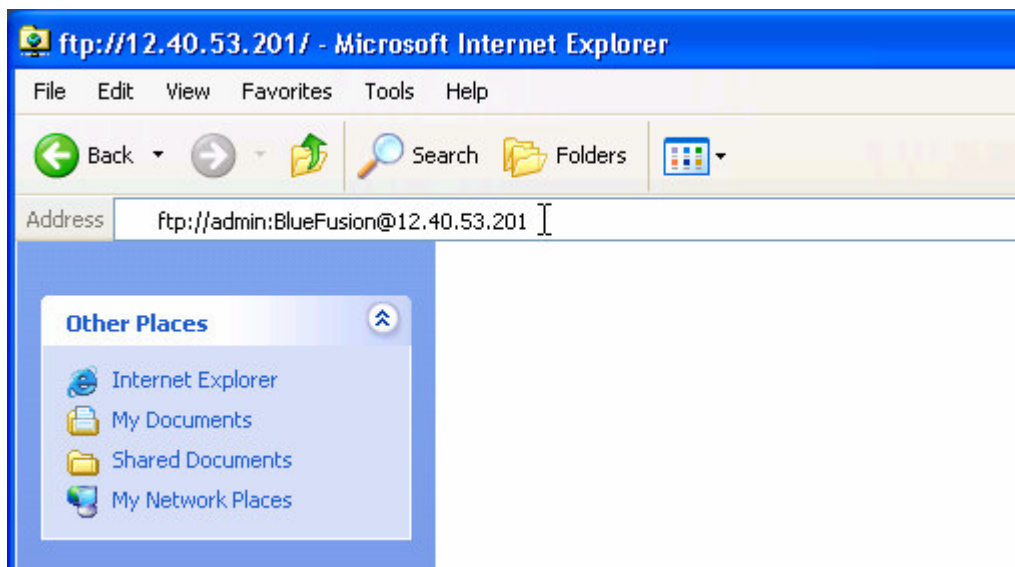 ftp://12.40.53.201/ - Microsoft Internet Explorer
File Edit View Favorites Tools Help
Back Search Folders
Address ftp://admin:BlueFusion@12.40.53.201
Other Places
Internet Explorer
My Documents
Shared Documents
My Network Places